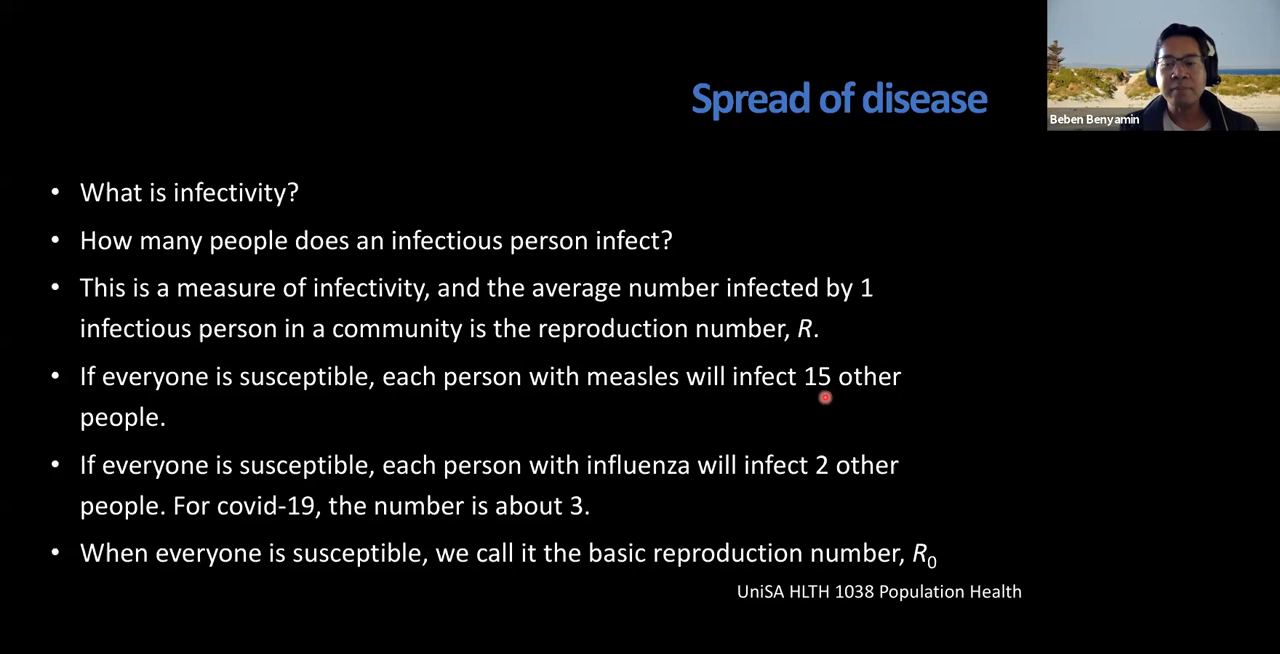 Spread of disease
Beben Benyamin
• What is infectivity?
• How many people does an infectious person infect?
• This is a measure of infectivity, and the average number infected by 1
infectious person in a community is the reproduction number, R.
• If everyone is susceptible, each person with measles will infect 15 other
people.
• If everyone is susceptible, each person with influenza will infect 2 other
people. For covid-19, the number is about 3.
• When everyone is susceptible, we call it the basic reproduction number, R₀
UniSA HLTH 1038 Population Health